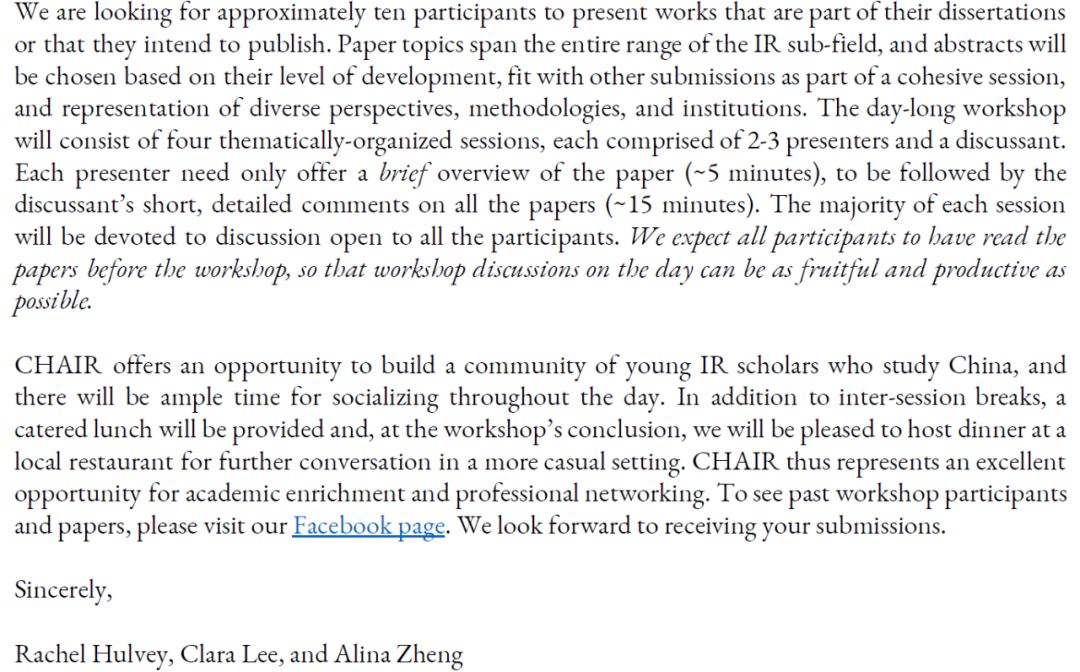 We are looking for approximately ten participants to present works that are part of their dissertations
or that they intend to publish. Paper topics span the entire range of the IR sub-field, and abstracts will
be chosen based on their level of development, fit with other submissions as part of a cohesive session,
and representation of diverse perspectives, methodologies, and institutions. The day-long workshop
will consist of four thematically-organized sessions, each comprised of 2-3 presenters and a discussant.
Each presenter need only offer a brief overview of the paper (~5 minutes), to be followed by the
discussant’s short, detailed comments on all the papers (~15 minutes). The majority of each session
will be devoted to discussion open to all the participants. We expect all participants to have read the
papers before the workshop, so that workshop discussions on the day can be as fruitful and productive as
possible.
CHAIR offers an opportunity to build a community of young IR scholars who study China, and
there will be ample time for socializing throughout the day. In addition to inter-session breaks, a
catered lunch will be provided and, at the workshop’s conclusion, we will be pleased to host dinner at a
local restaurant for further conversation in a more casual setting. CHAIR thus represents an excellent
opportunity for academic enrichment and professional networking. To see past workshop participants
and papers, please visit our Facebook page. We look forward to receiving your submissions.
Sincerely,
Rachel Hulvey, Clara Lee, and Alina Zheng